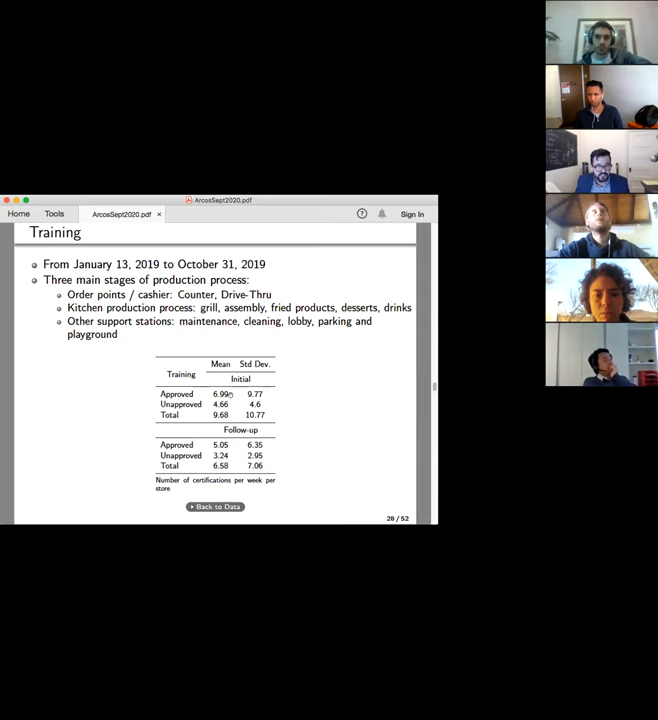 ArcosSept2020.pdf
Home Tools ArcosSept2020.pdf × Sign In
Training
From January 13, 2019 to October 31, 2019
Three main stages of production process:
Order points / cashier: Counter, Drive-Thru
Kitchen production process: grill, assembly, fried products, desserts, drinks
Other support stations: maintenance, cleaning, lobby, parking and
playground
Training Mean Std Dev.
Initial
Approved 6.99 9.77
Unapproved 4.66 4.6
Total 9.68 10.77
Follow-up
Approved 5.05 6.35
Unapproved 3.24 2.95
Total 6.58 7.06
Number of certifications per week per
store
Back to Data
28 / 52